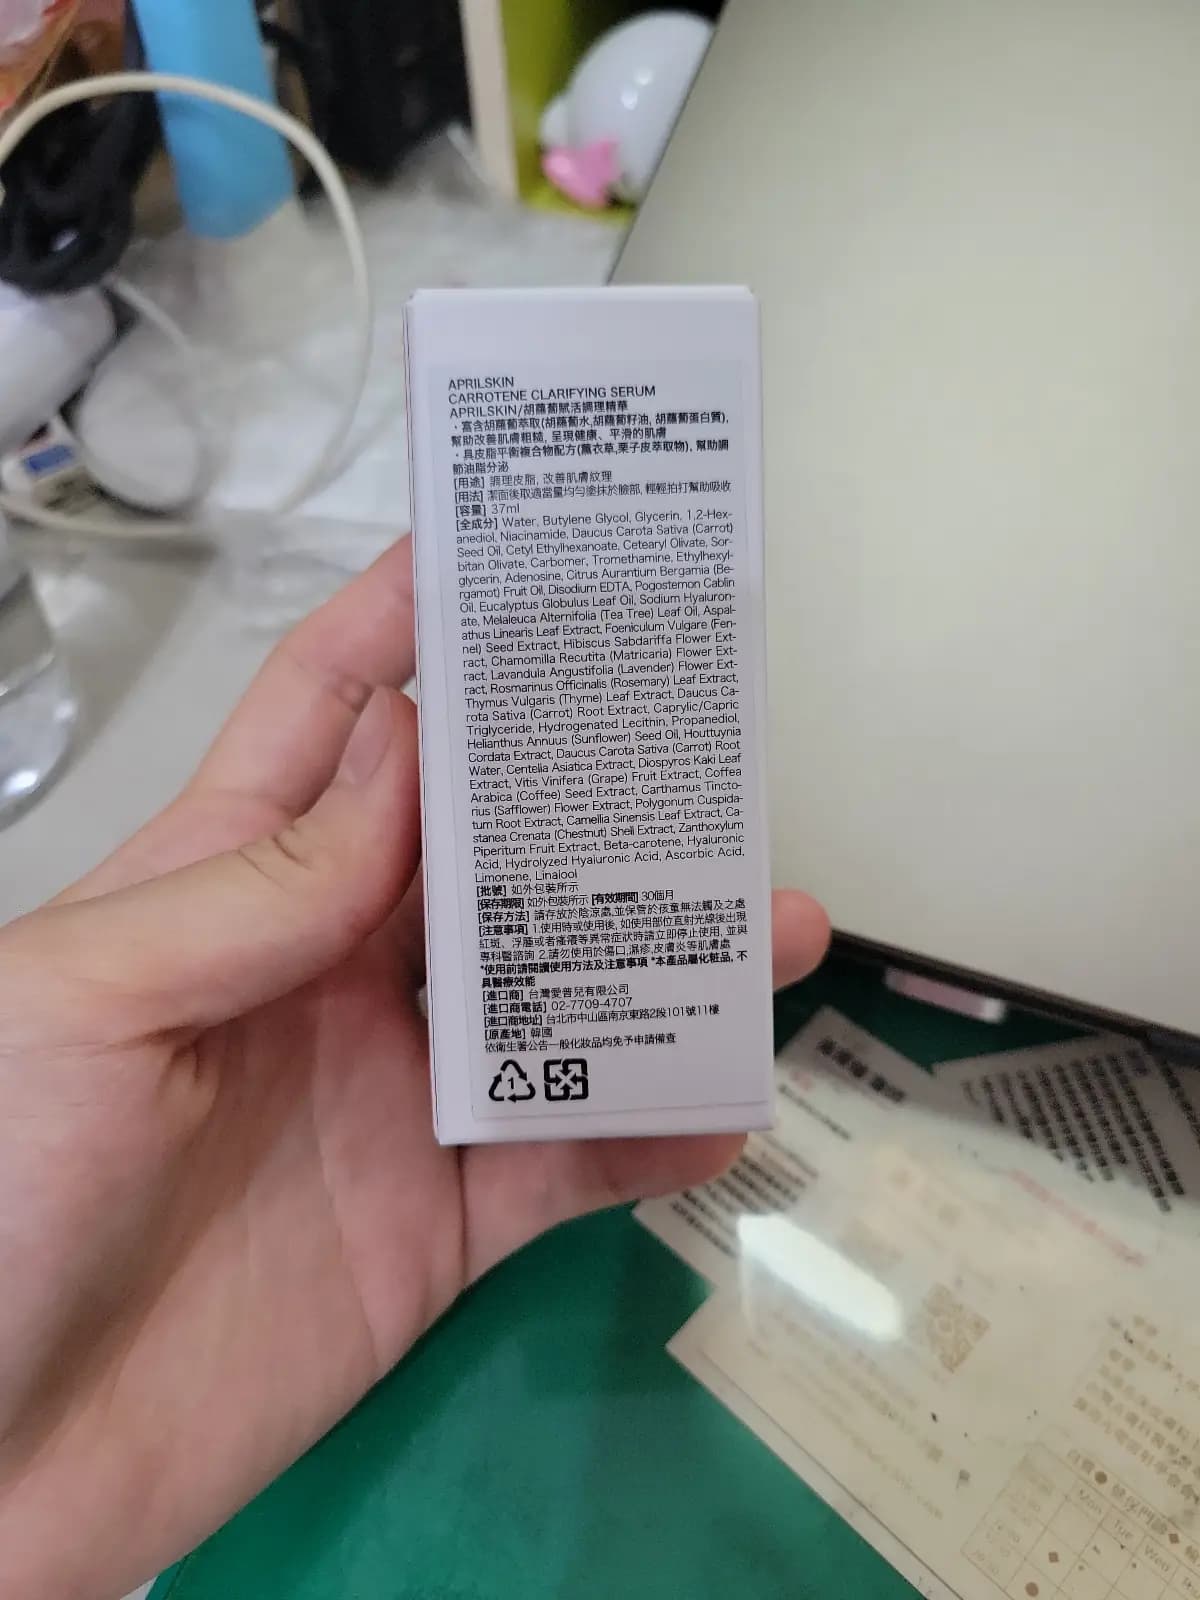 APRILSKIN
CARROTENE CLARIFYING SERUM
APRILSKIN/胡蘿蔔賦活調理精華
・富含胡蘿蔔萃取(胡蘿蔔水,胡蘿蔔籽油, 胡蘿蔔蛋白質),
幫助改善肌膚粗糙, 呈現健康、平滑的肌膚
・具皮脂平衡複合物配方(薰衣草,栗子皮萃取物), 幫助調
節油脂分泌
[用途] 調理皮脂, 改善肌膚紋理
[用法] 潔面後取適當量均勻塗抹於臉部, 輕輕拍打幫助吸收
[容量] 37ml
[全成分] Water, Butylene Glycol, Glycerin, 1,2-Hex-
anediol, Niacinamide, Daucus Carota Sativa (Carrot)
Seed Oil, Cetyl Ethylhexanoate, Cetearyl Olivate, Sor-
bitan Olivate, Carbomer, Tromethamine, Ethylhexyl-
glycerin, Adenosine, Citrus Aurantium Bergamia (Be-
rgamot) Fruit Oil, Disodium EDTA, Pogostemon Cablin
Oil, Eucalyptus Globulus Leaf Oil, Sodium Hyaluron-
ate, Melaleuca Alternifolia (Tea Tree) Leaf Oil, Aspal-
athus Linearis Leaf Extract, Foeniculum Vulgare (Fen-
nel) Seed Extract, Hibiscus Sabdariffa Flower Ext-
ract, Chamomilla Recutita (Matricaria) Flower Ext-
ract, Lavandula Angustifolia (Lavender) Flower Ext-
ract, Rosmarinus Officinalis (Rosemary) Leaf Extract,
Thymus Vulgaris (Thyme) Leaf Extract, Daucus Ca-
rota Sativa (Carrot) Root Extract, Caprylic/Capric
Triglyceride, Hydrogenated Lecithin, Propanediol,
Helianthus Annuus (Sunflower) Seed Oil, Houttuynia
Cordata Extract, Daucus Carota Sativa (Carrot) Root
Water, Centella Asiatica Extract, Diospyros Kaki Leaf
Extract, Vitis Vinifera (Grape) Fruit Extract, Coffea
Arabica (Coffee) Seed Extract, Carthamus Tincto-
rius (Safflower) Flower Extract, Polygonum Cuspida-
tum Root Extract, Camellia Sinensis Leaf Extract, Ca-
stanea Crenata (Chestnut) Shell Extract, Zanthoxylum
Piperitum Fruit Extract, Beta-carotene, Hyaluronic
Acid, Hydrolyzed Hyaluronic Acid, Ascorbic Acid,
Limonene, Linalool
[批號] 如外包裝所示
[保存期限] 如外包裝所示 [有效期間] 30個月
[保存方法] 請存放於陰涼處,並保管於孩童無法觸及之處
[注意事項] 1.使用時或使用後, 如使用部位直射光線後出現
紅斑、浮腫或者瘙癢等異常症狀時請立即停止使用, 並與
專科醫諮詢 2.請勿使用於傷口,濕疹,皮膚炎等肌膚處
*使用前請閱讀使用方法及注意事項 *本產品屬化粧品, 不
具醫療效能
[進口商] 台灣愛普兒有限公司
[進口商電話] 02-7709-4707
[進口商地址] 台北市中山區南京東路2段101號11樓
[原產地] 韓國
依衛生署公告一般化妝品均免予申請備查
1
Mon
Tue
Wed